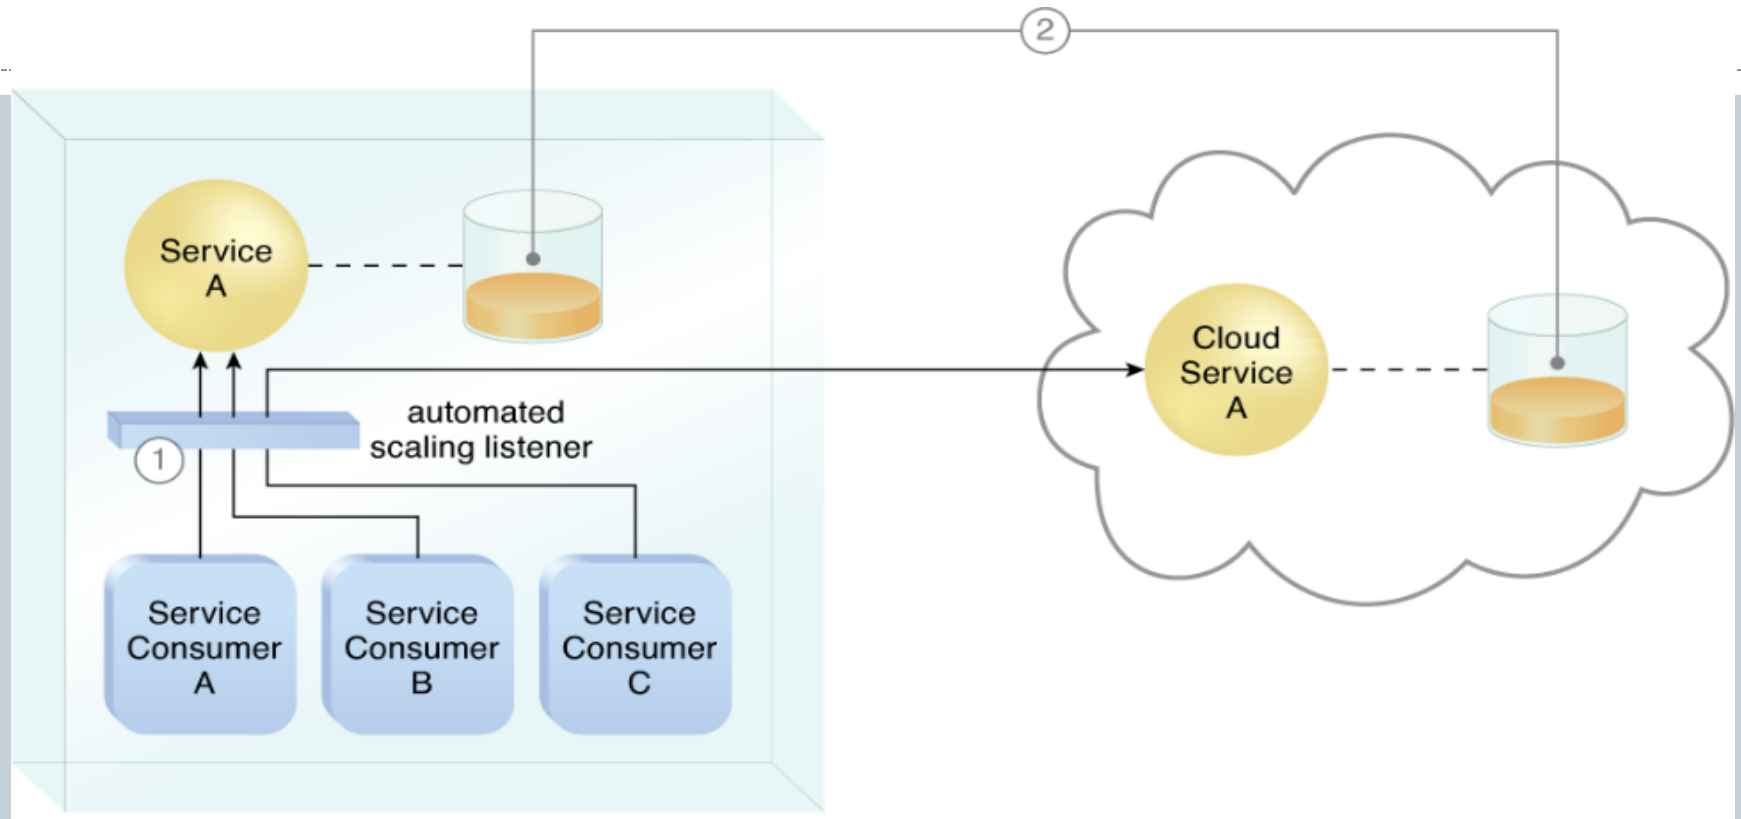 2
Service
A
Cloud
Service
A
automated
scaling listener
1
Service
Consumer
A
Service
Consumer
B
Service
Consumer
C